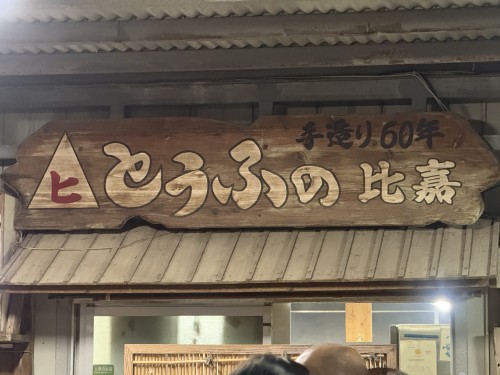 手造り60年
ヒ とうふの 比嘉